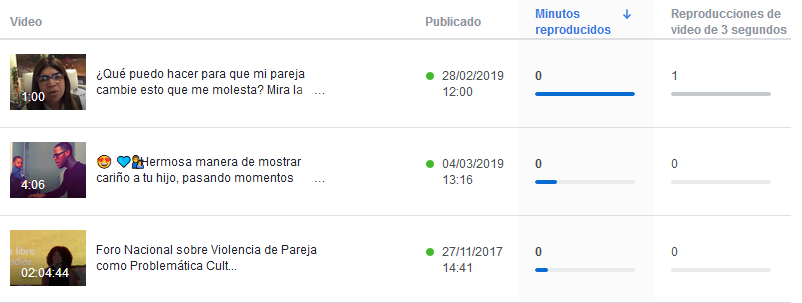 Video
Publicado
Minutos
reproducidos
Reproducciones de
video de 3 segundos
1:00
¿Qué puedo hacer para que mi pareja
cambie esto que me molesta? Mira la ...
28/02/2019
12:00
0
1
4:06
😍 💙👩‍👦Hermosa manera de mostrar
cariño a tu hijo, pasando momentos ...
04/03/2019
13:16
0
0
02:04:44
Foro Nacional sobre Violencia de Pareja
como Problemática Cult...
27/11/2017
14:41
0
0